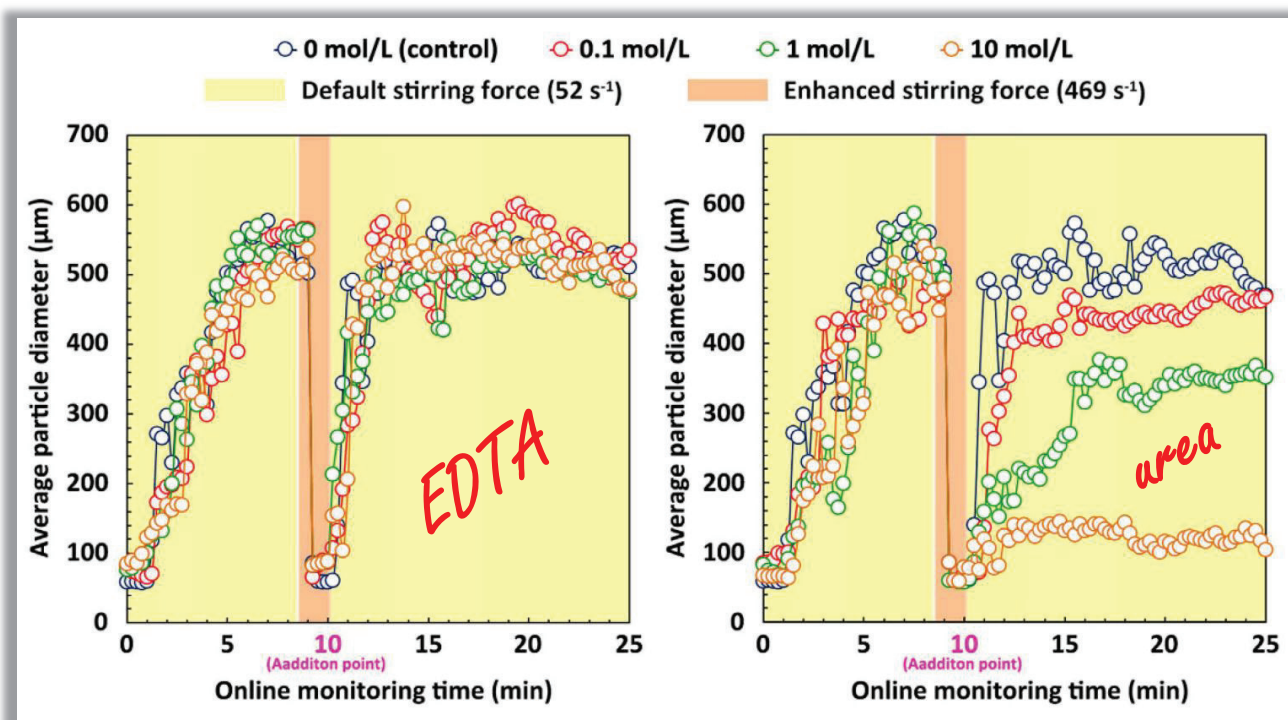 0 mol/L (control) 0.1 mol/L 1 mol/L 10 mol/L
Default stirring force (52 s⁻¹) Enhanced stirring force (469 s⁻¹)
Average particle diameter (μm)
700
600
500
400
300
200
100
0
0 5 10 15 20 25
(Aadditon point)
Online monitoring time (min)
EDTA
Average particle diameter (μm)
700
600
500
400
300
200
100
0
0 5 10 15 20 25
(Aadditon point)
Online monitoring time (min)
urea